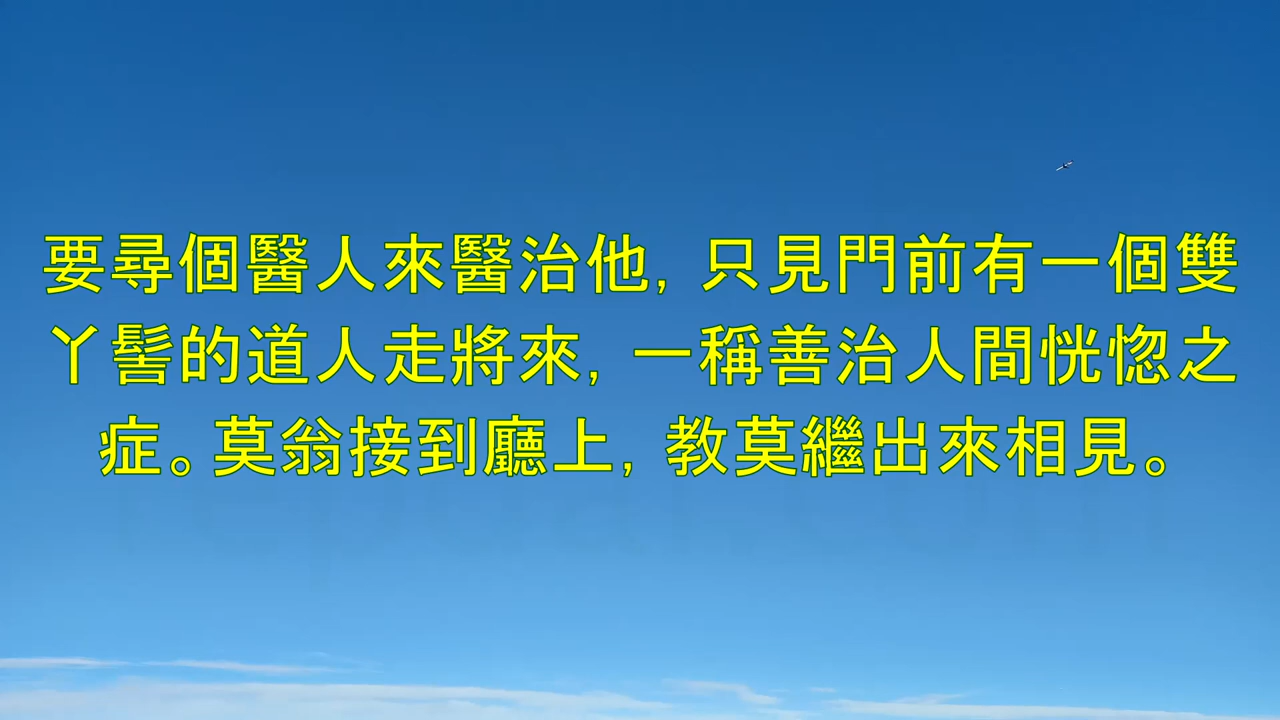 要尋個醫人來醫治他，只見門前有一個雙
丫髻的道人走將來，一稱善治人間恍惚之
症。莫翁接到廳上，教莫繼出來相見。